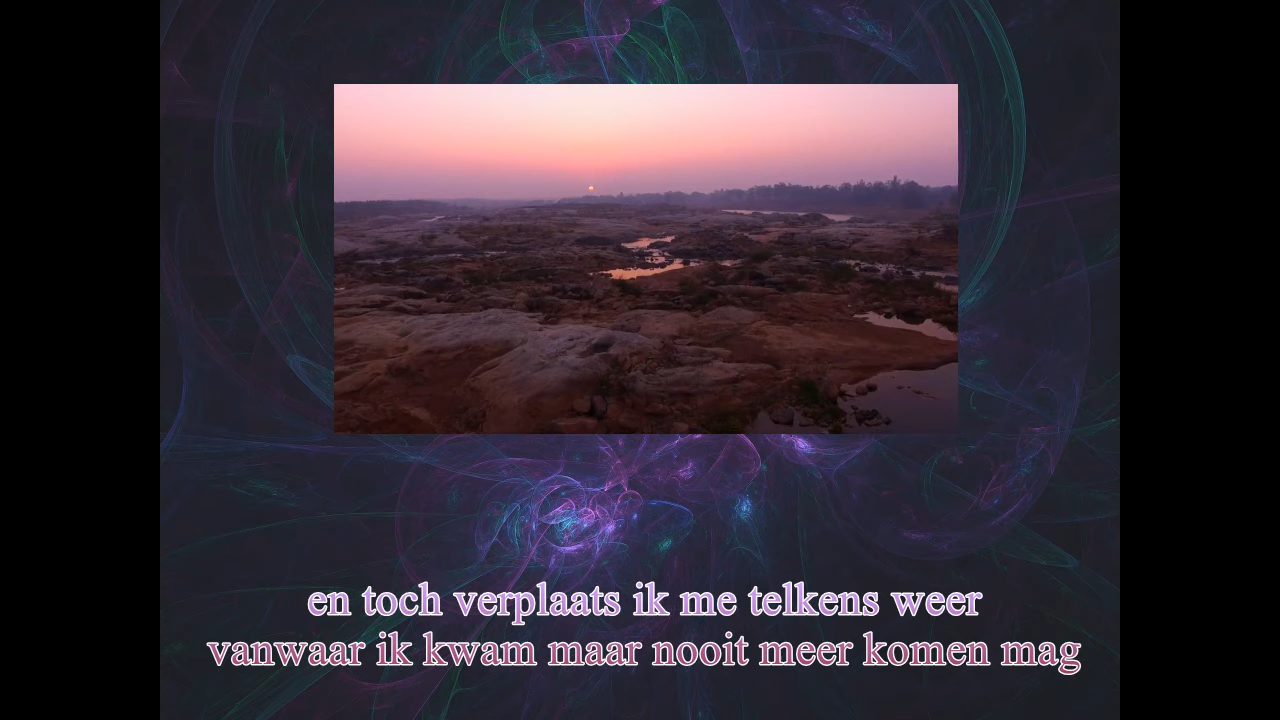 en toch verplaats ik me telkens weer
vanwaar ik kwam maar nooit meer komen mag